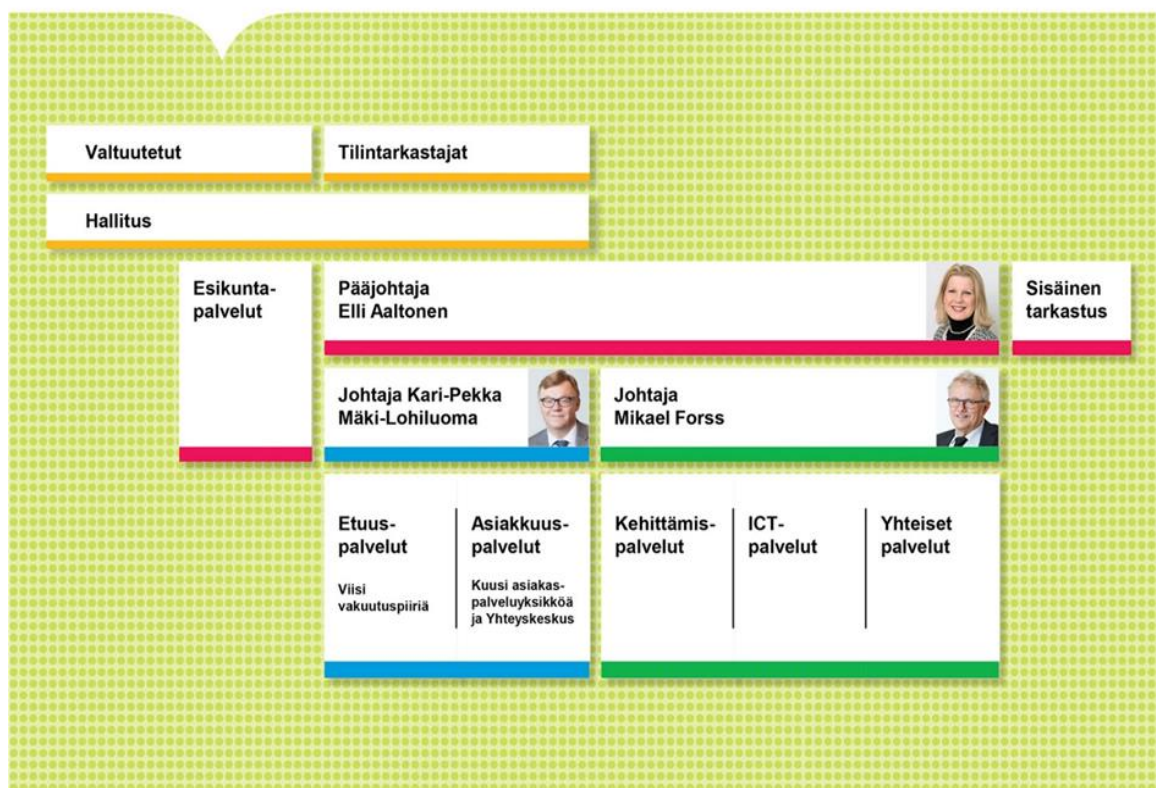 Valtuutetut
Tilintarkastajat
Hallitus
Esikunta-
palvelut
Pääjohtaja
Elli Aaltonen
Sisäinen
tarkastus
Johtaja Kari-Pekka
Mäki-Lohiluoma
Johtaja
Mikael Forss
Etuus-
palvelut
Viisi
vakuutuspiiriä
Asiakkuus-
palvelut
Kuusi asiakas-
palveluyksikköä
ja Yhteyskeskus
Kehittämis-
palvelut
ICT-
palvelut
Yhteiset
palvelut